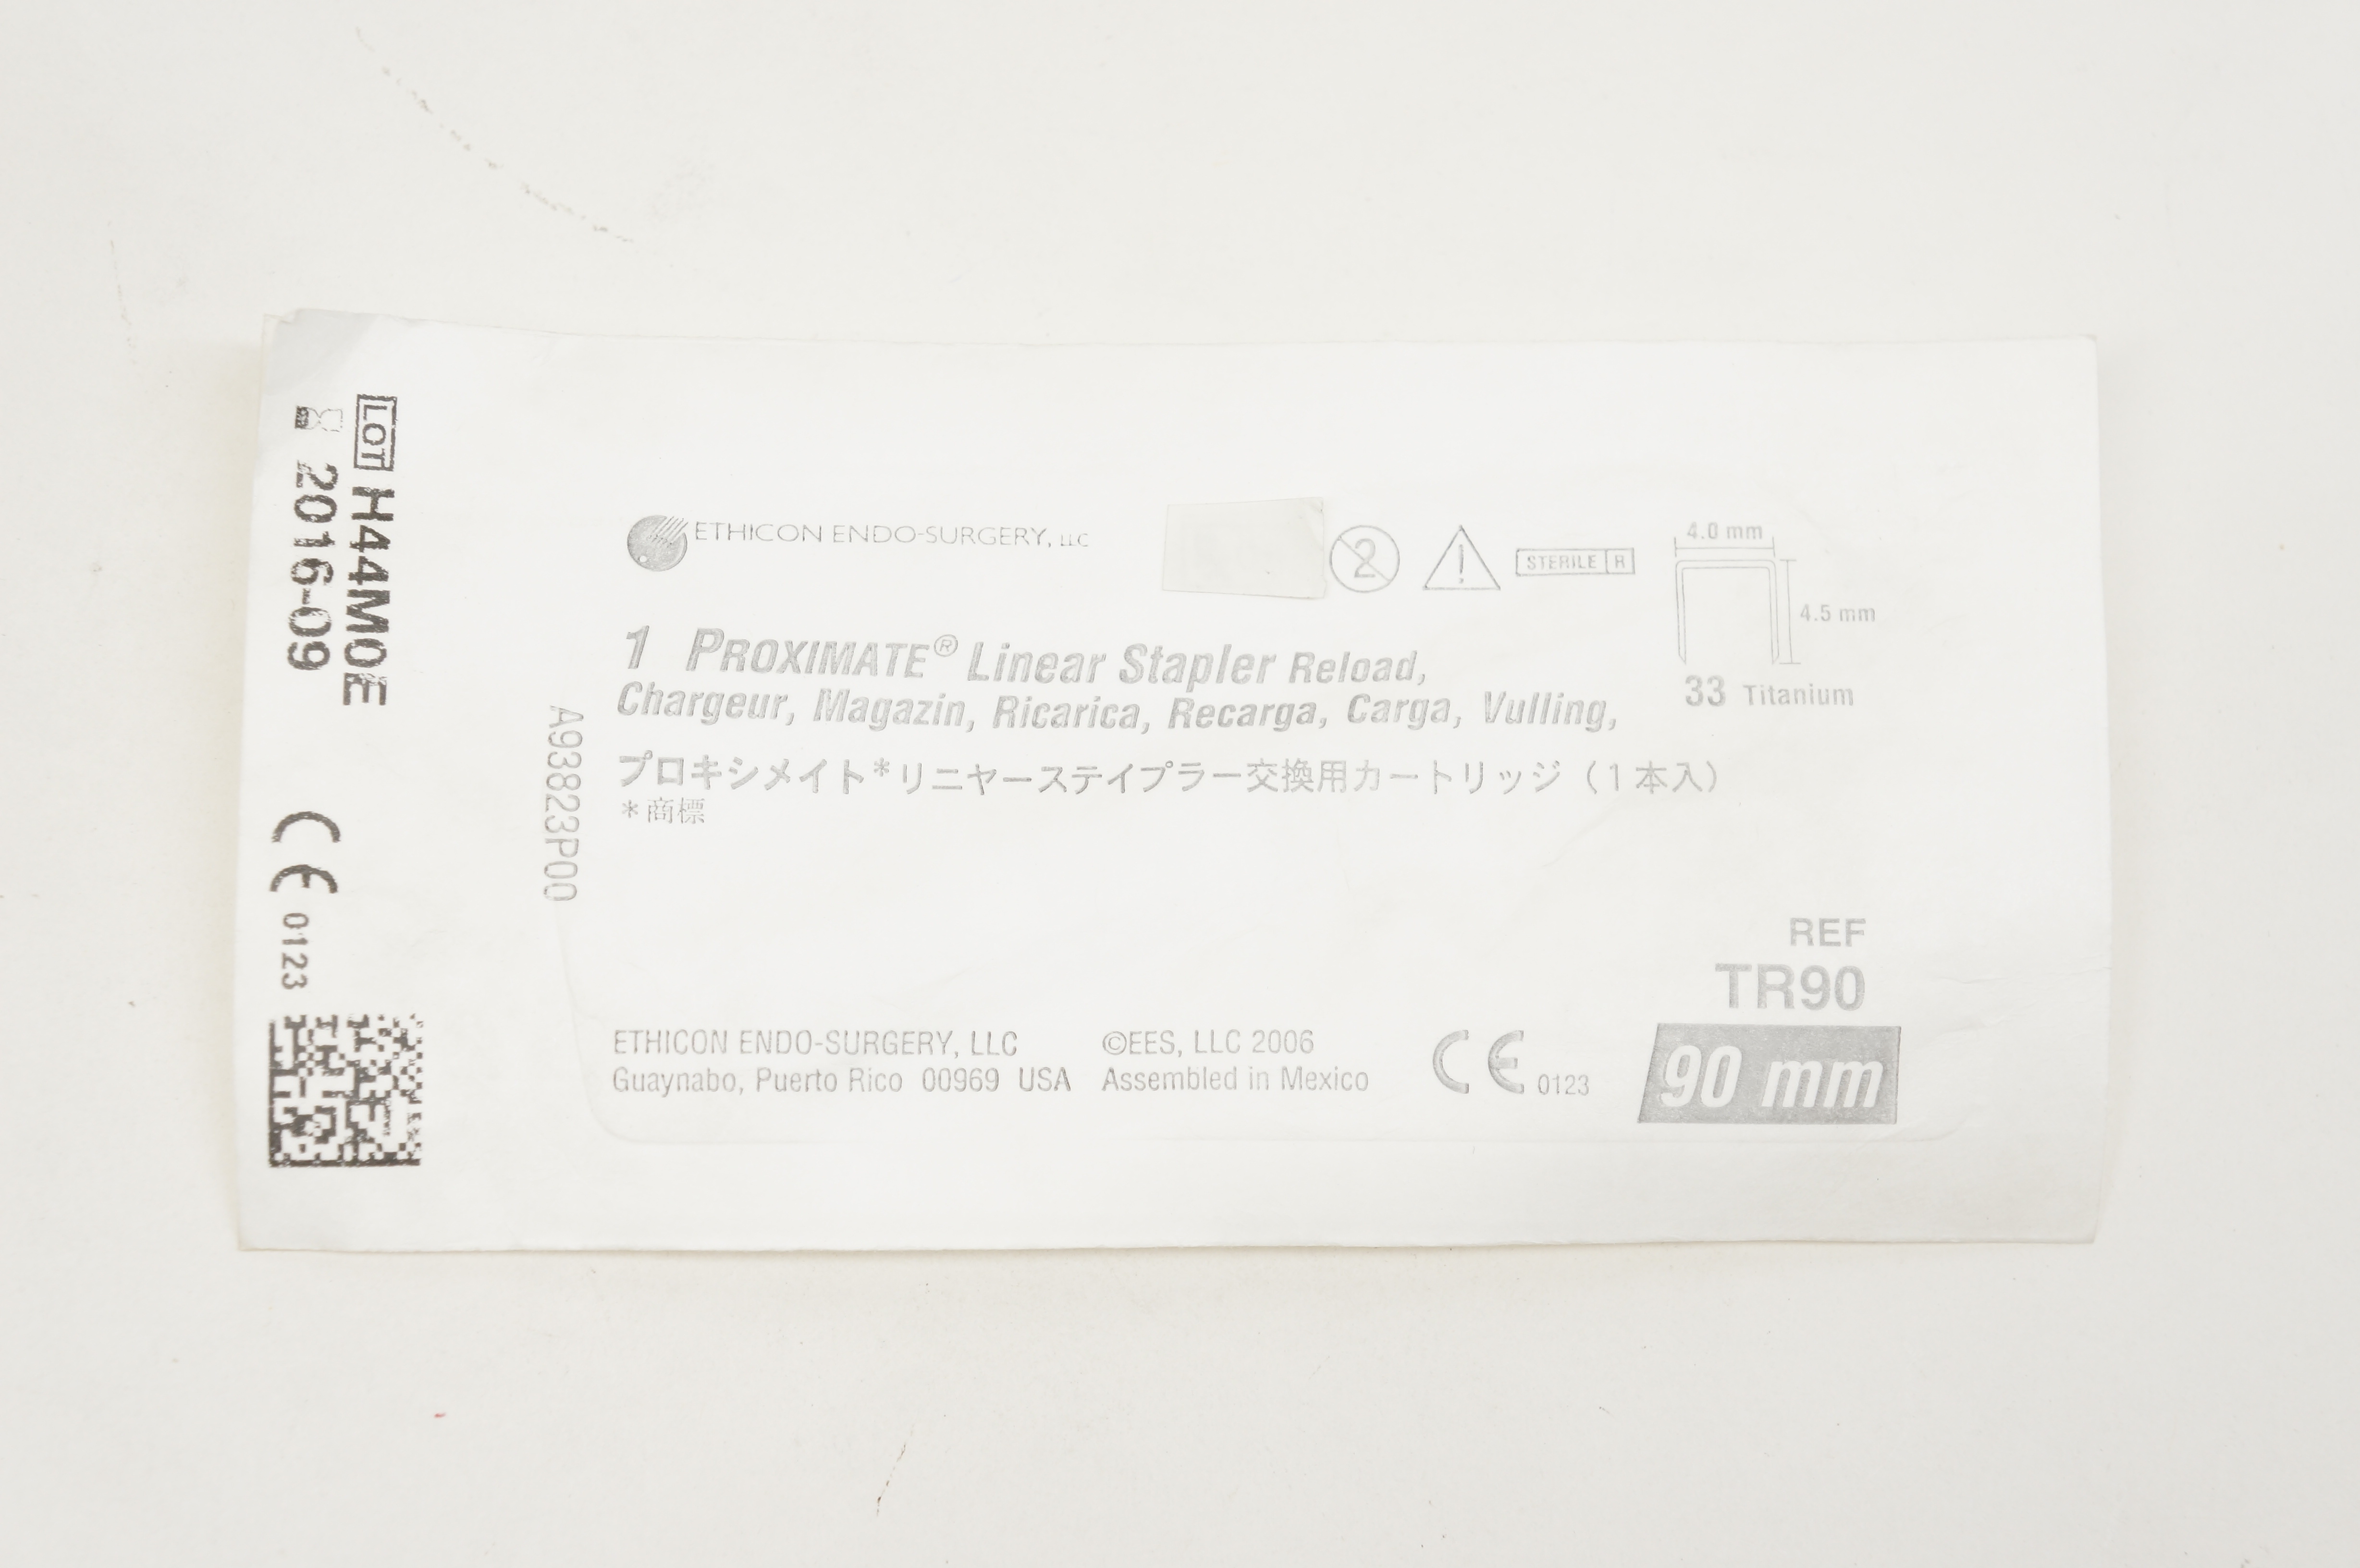 LOT H44M0E
2016-09
CE 0123
A93823P00
ETHICON ENDO-SURGERY, LLC
2
STERILE R
4.0 mm
4.5 mm
33 Titanium
1 PROXIMATE® Linear Stapler Reload,
Chargeur, Magazin, Ricarica, Recarga, Carga, Vulling,
プロキシメイト*リニヤーステイプラー交換用カートリッジ（1本入）
*商標
REF
TR90
90 mm
ETHICON ENDO-SURGERY, LLC
Guaynabo, Puerto Rico 00969 USA
©EES, LLC 2006
Assembled in Mexico
CE 0123